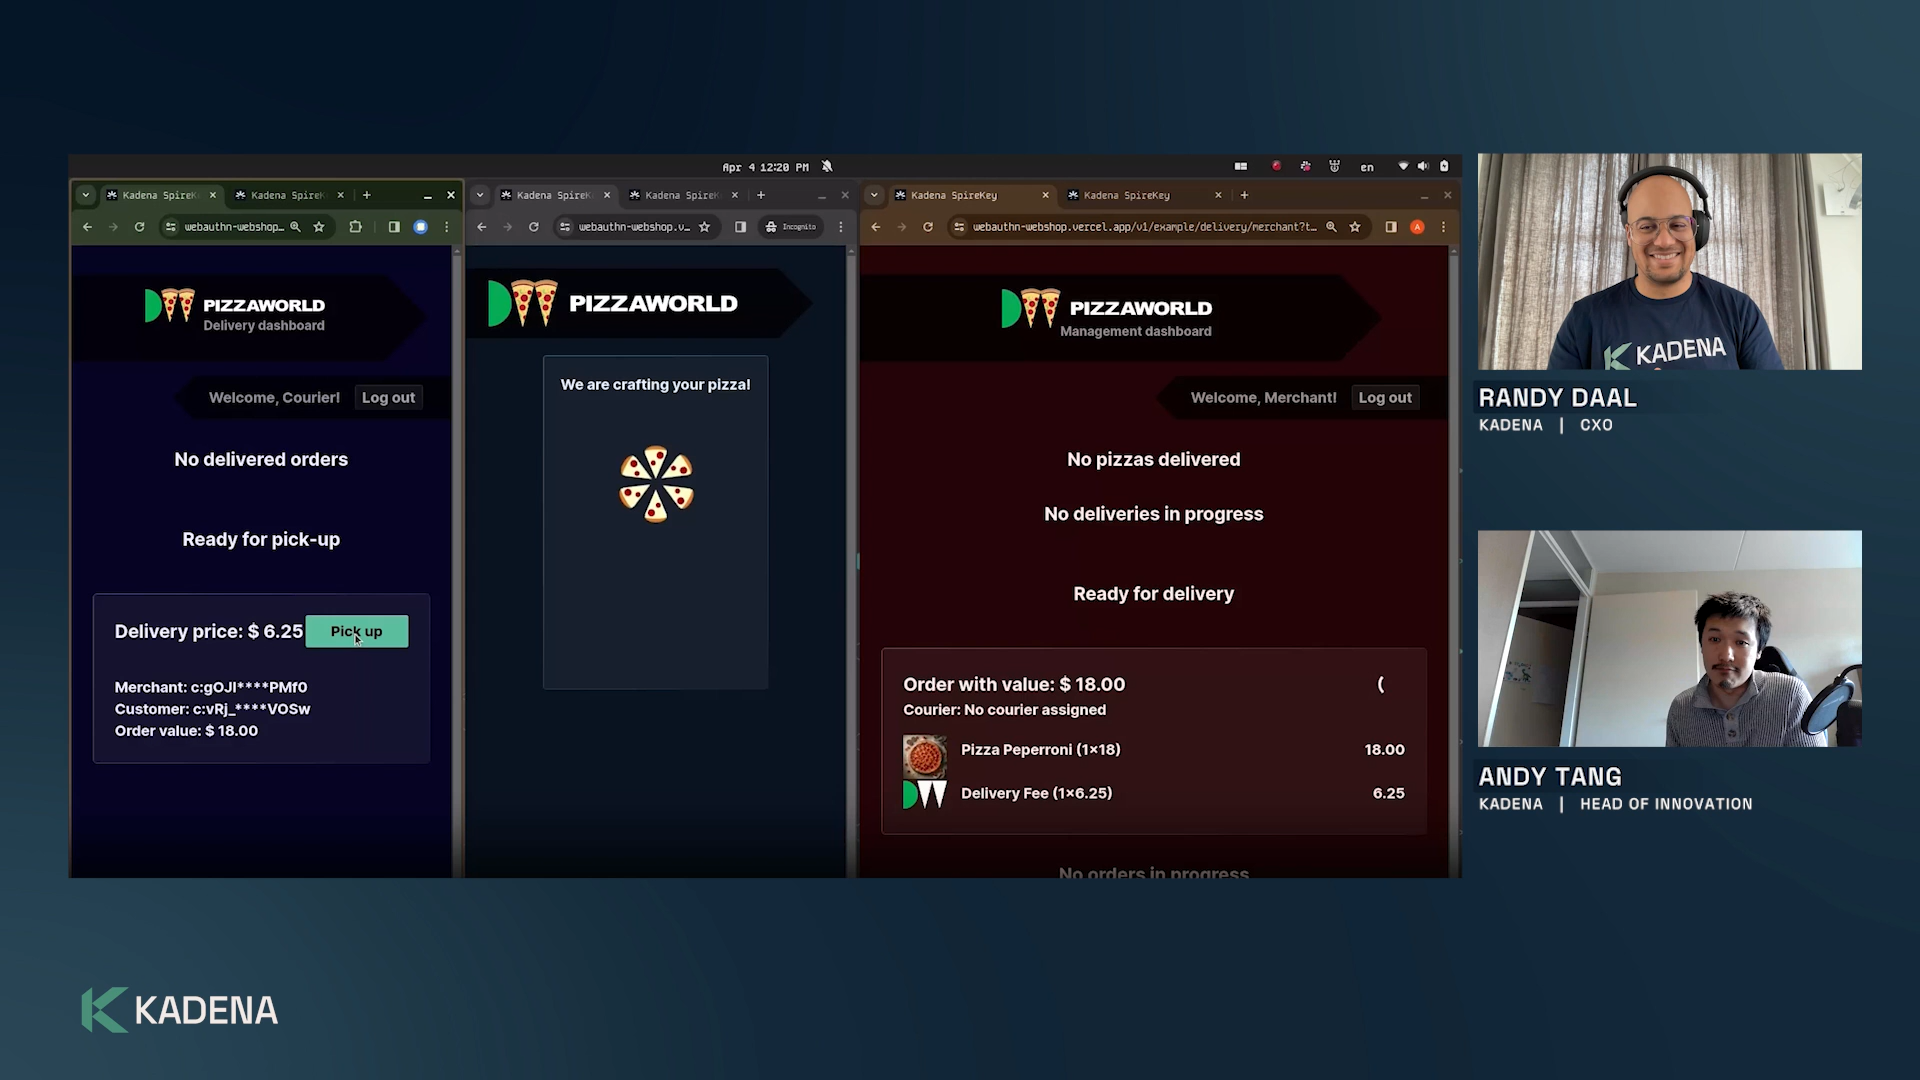 Apr 4 12:20 PM
en
Kadena SpireK
Kadena SpireK
webauthn-webshop...
PIZZAWORLD
Delivery dashboard
Welcome, Courier!
Log out
No delivered orders
Ready for pick-up
Delivery price: $ 6.25
Pick up
Merchant: c:gOJI****PMf0
Customer: c:vRj_****VOSw
Order value: $ 18.00
Kadena SpireK
Kadena SpireK
webauthn-webshop.v...
Incognito
PIZZAWORLD
We are crafting your pizza!
Kadena SpireKey
Kadena SpireKey
webauthn-webshop.vercel.app/v1/example/delivery/merchant?t...
A
PIZZAWORLD
Management dashboard
Welcome, Merchant!
Log out
No pizzas delivered
No deliveries in progress
Ready for delivery
Order with value: $ 18.00
Courier: No courier assigned
Pizza Peperroni (1×18)
18.00
Delivery Fee (1×6.25)
6.25
No orders in progress
KADENA
RANDY DAAL
KADENA | CXO
ANDY TANG
KADENA | HEAD OF INNOVATION
KADENA